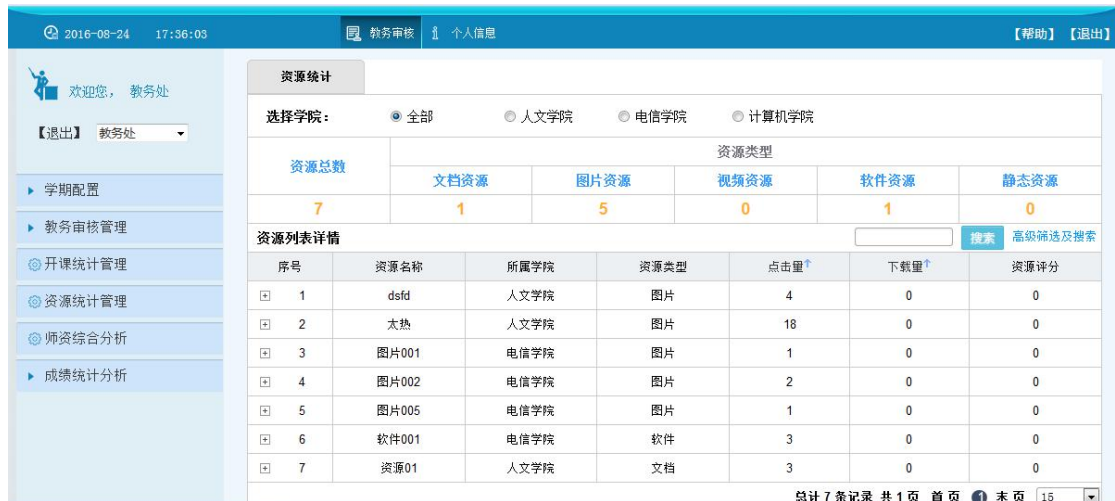 2016-08-24 17:36:03 教务审核 个人信息 【帮助】 【退出】
欢迎您， 教务处
【退出】 教务处
学期配置
教务审核管理
开课统计管理
资源统计管理
师资综合分析
成绩统计分析
资源统计
选择学院： 全部 人文学院 电信学院 计算机学院
资源总数 资源类型
文档资源 图片资源 视频资源 软件资源 静态资源
7 1 5 0 1 0
资源列表详情 搜索 高级筛选及搜索
序号 资源名称 所属学院 资源类型 点击量↑ 下载量↑ 资源评分
1 dsfd 人文学院 图片 4 0 0
2 太热 人文学院 图片 18 0 0
3 图片001 电信学院 图片 1 0 0
4 图片002 电信学院 图片 2 0 0
5 图片005 电信学院 图片 1 0 0
6 软件001 电信学院 软件 3 0 0
7 资源01 人文学院 文档 3 0 0
总计 7 条记录 共 1 页 首页 1 末页 15